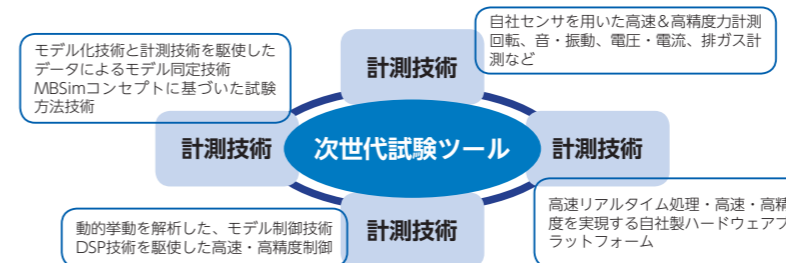 自社センサを用いた高速＆高精度力計測
回転、音・振動、電圧・電流、排ガス計
測など
モデル化技術と計測技術を駆使した
データによるモデル同定技術
MBSimコンセプトに基づいた試験
方法技術
計測技術
計測技術
次世代試験ツール
計測技術
高速リアルタイム処理・高速・高精
度を実現する自社製ハードウェアプ
ラットフォーム
動的挙動を解析した、モデル制御技術
DSP技術を駆使した高速・高精度制御
計測技術